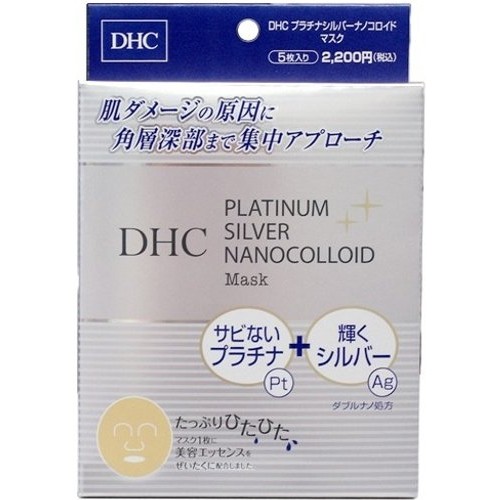 DHC
DHC プラチナシルバーナノコロイド
マスク
5枚入り 2,200円(税込)
肌ダメージの原因に
角層深部まで集中アプローチ
DHC
PLATINUM
SILVER
NANOCOLLOID
Mask
サビない
プラチナ
Pt
+
輝く
シルバー
Ag
ダブルナノ処方
たっぷりひたひた
マスク1枚に
美容エッセンスを
ぜいたくに配合しました